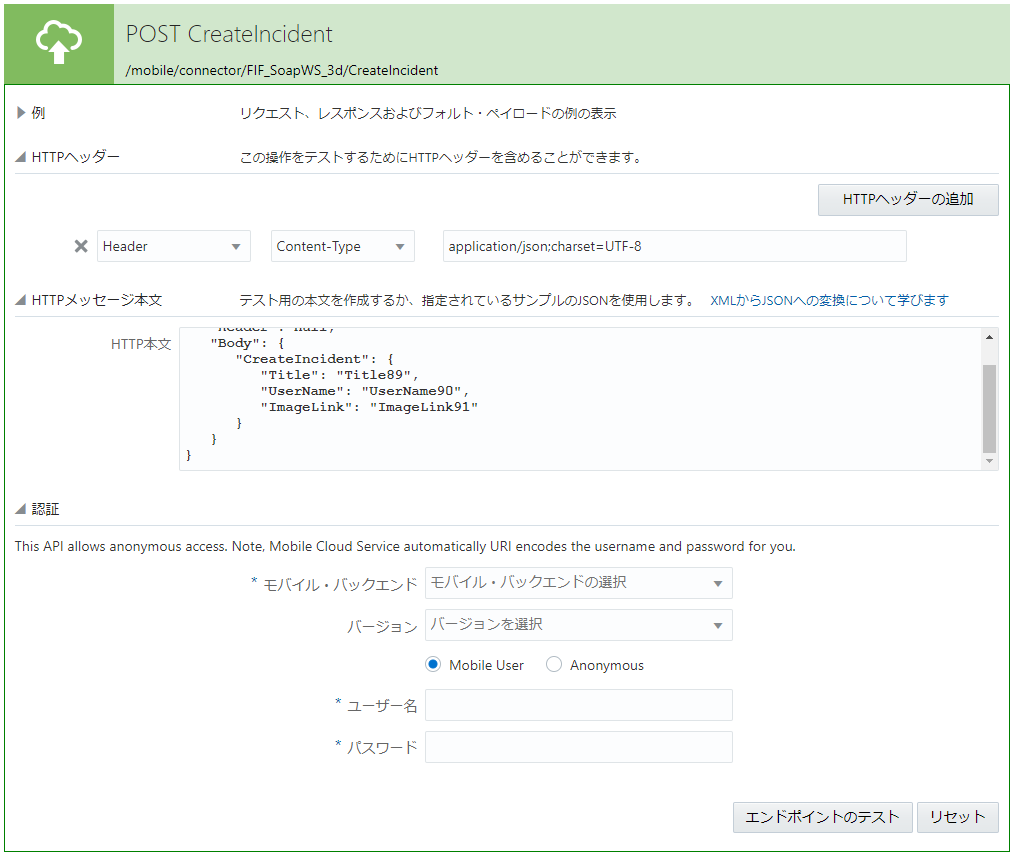 POST CreateIncident
/mobile/connector/FIF_SoapWS_3d/CreateIncident
例 リクエスト、レスポンスおよびフォルト・ペイロードの例の表示
HTTPヘッダー この操作をテストするためにHTTPヘッダーを含めることができます。
HTTPヘッダーの追加
Header Content-Type application/json;charset=UTF-8
HTTPメッセージ本文 テスト用の本文を作成するか、指定されているサンプルのJSONを使用します。 XMLからJSONへの変換について学びます
HTTP本文
"Header": null,
"Body": {
"CreateIncident": {
"Title": "Title89",
"UserName": "UserName90",
"ImageLink": "ImageLink91"
}
}
}
認証
This API allows anonymous access. Note, Mobile Cloud Service automatically URI encodes the username and password for you.
* モバイル・バックエンド モバイル・バックエンドの選択
バージョン バージョンを選択
Mobile User Anonymous
* ユーザー名
* パスワード
エンドポイントのテスト リセット